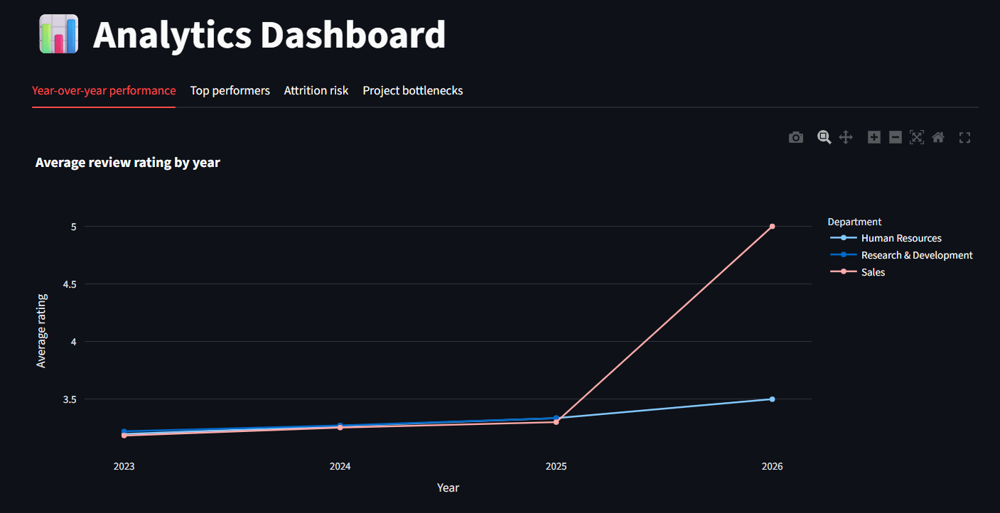 Analytics Dashboard
Year-over-year performance Top performers Attrition risk Project bottlenecks
Average review rating by year
Department
Human Resources
Research & Development
Sales
5
4.5
4
3.5
Average rating
2023 2024 2025 2026
Year